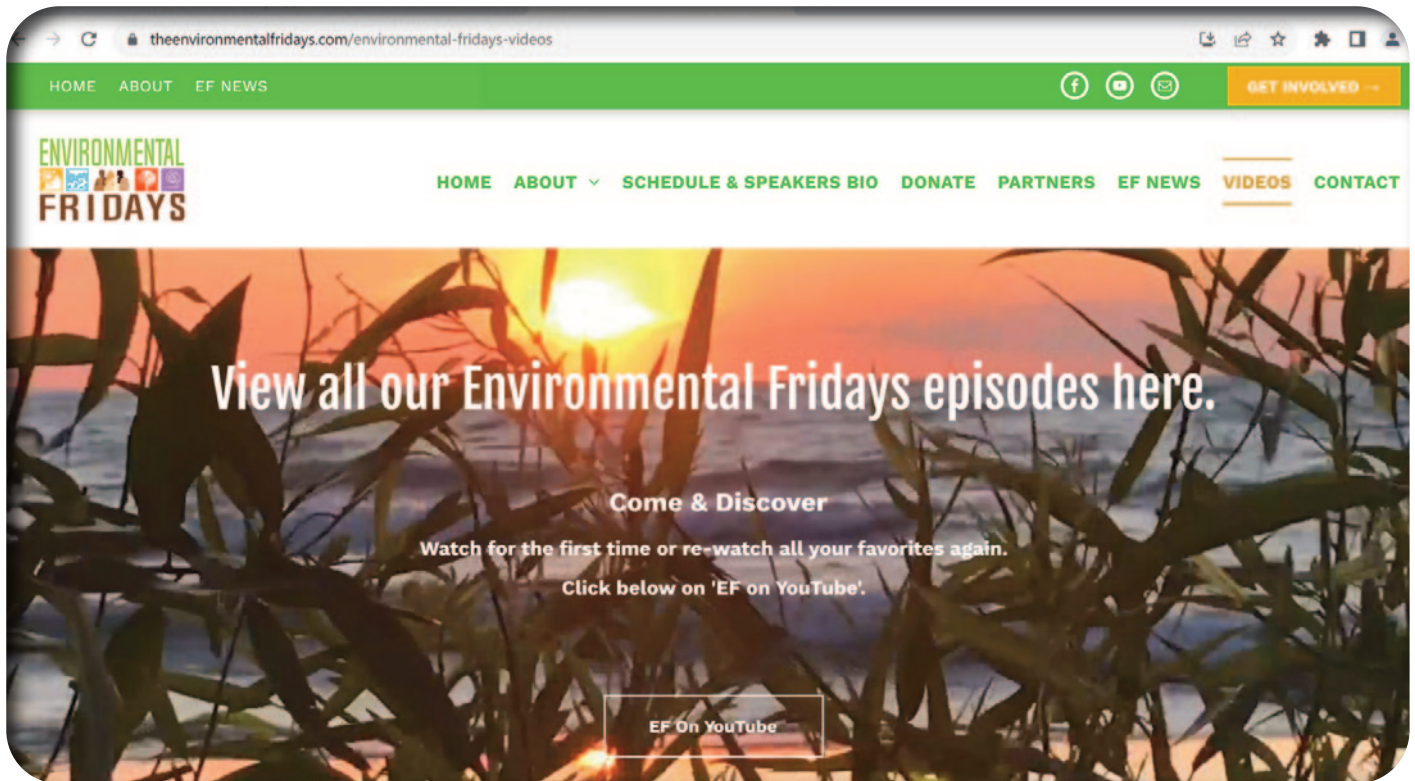 theenvironmentalfridays.com/environmental-fridays-videos
HOME ABOUT EF NEWS
GET INVOLVED →
ENVIRONMENTAL
FRIDAYS
HOME ABOUT SCHEDULE & SPEAKERS BIO DONATE PARTNERS EF NEWS VIDEOS CONTACT
View all our Environmental Fridays episodes here.
Come & Discover
Watch for the first time or re-watch all your favorites again.
Click below on 'EF on YouTube'.
EF On YouTube